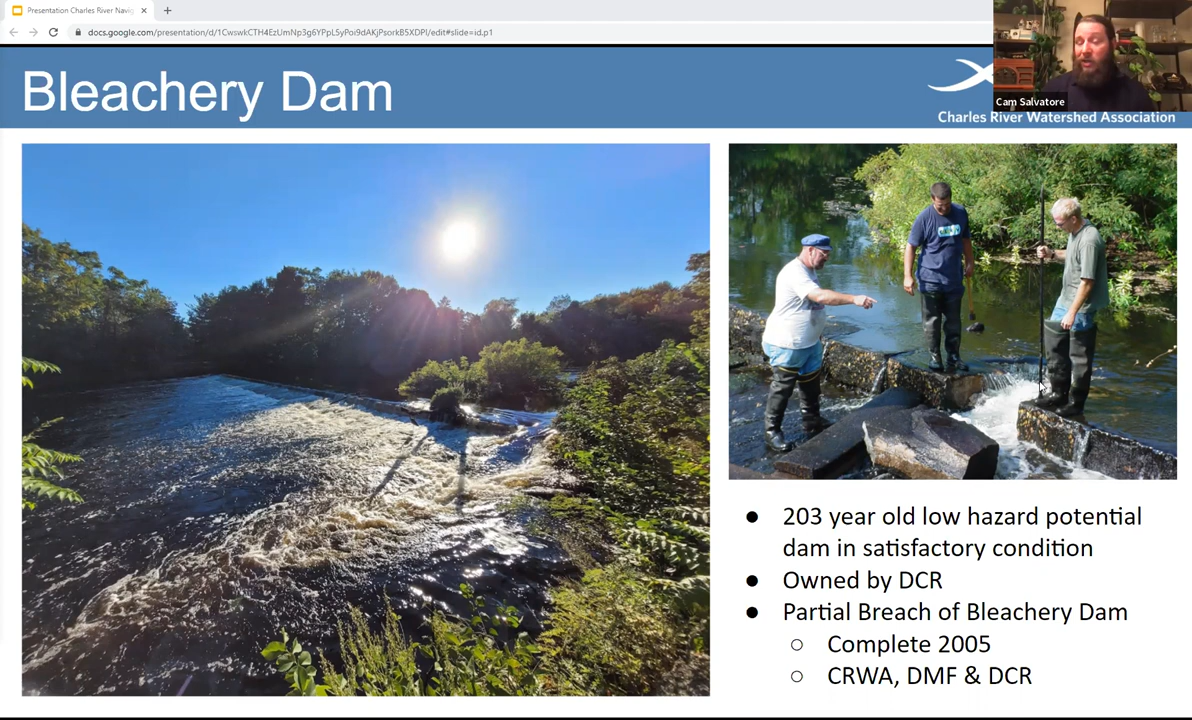 Presentation Charles River Navig
docs.google.com/presentation/d/1CwswkCTH4EzUmNp3g6YPpL5yPoi9dAKjPsorkB5XDPI/edit#slide=id.p1
Cam Salvatore
Bleachery Dam
Charles River Watershed Association
● 203 year old low hazard potential
dam in satisfactory condition
● Owned by DCR
● Partial Breach of Bleachery Dam
○ Complete 2005
○ CRWA, DMF & DCR